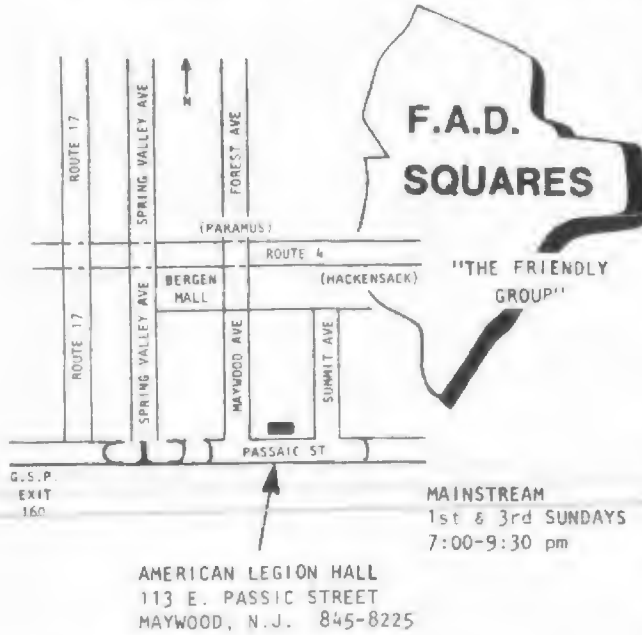 ROUTE 17
SPRING VALLEY AVE
N
FOREST AVE
F.A.D.
SQUARES
(PARAMUS)
ROUTE 4
BERGEN
MALL
(HACKENSACK)
"THE FRIENDLY
GROUP"
ROUTE 17
SPRING VALLEY AVE
MAYWOOD AVE
SUMMIT AVE
PASSAIC ST
G.S.P.
EXIT
160
MAINSTREAM
1st & 3rd SUNDAYS
7:00-9:30 pm
AMERICAN LEGION HALL
113 E. PASSIC STREET
MAYWOOD, N.J. 845-8225